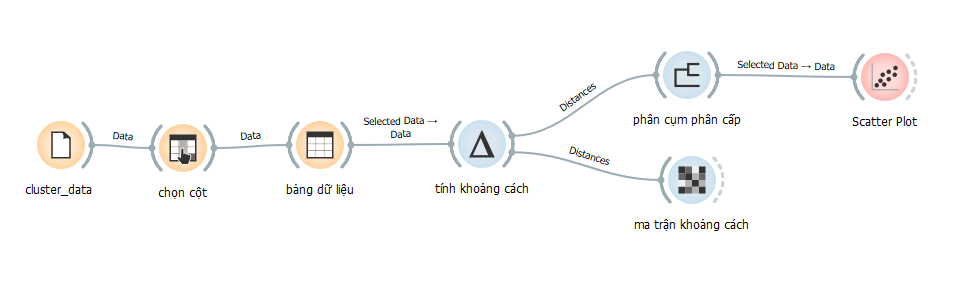 Selected Data → Data
Distances
phân cụm phân cấp
Scatter Plot
Selected Data →
Data
Data
Data
Distances
cluster_data
chọn cột
bảng dữ liệu
tính khoảng cách
ma trận khoảng cách